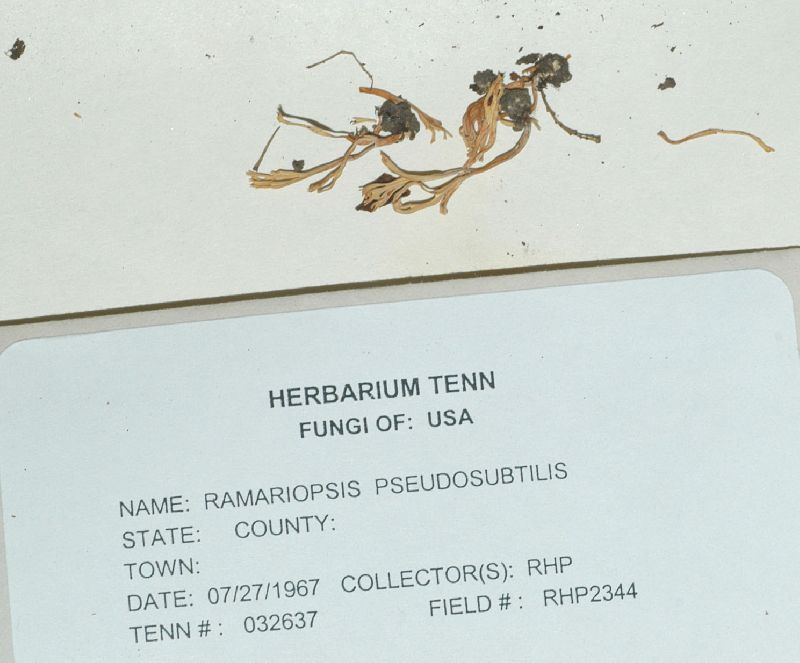 HERBARIUM TENN
FUNGI OF: USA
NAME: RAMARIOPSIS PSEUDOSUBTILIS
STATE: COUNTY:
TOWN:
DATE: 07/27/1967 COLLECTOR(S): RHP
TENN # : 032637 FIELD # : RHP2344